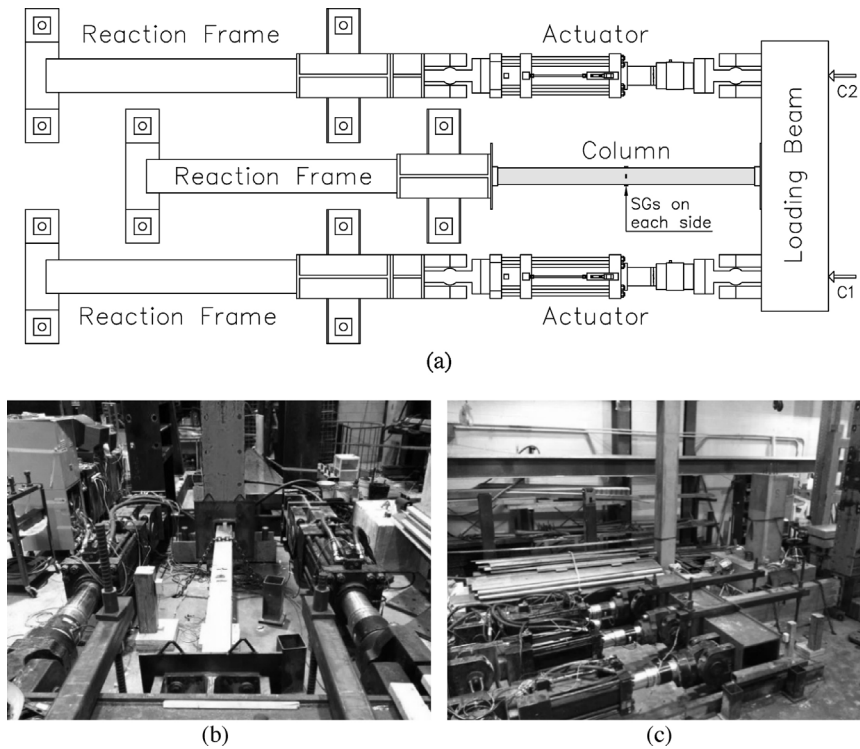 Reaction Frame
Actuator
C2
Column
Reaction Frame
SGs on
each side
Loading Beam
C1
Reaction Frame
Actuator
(a)
(b)
(c)